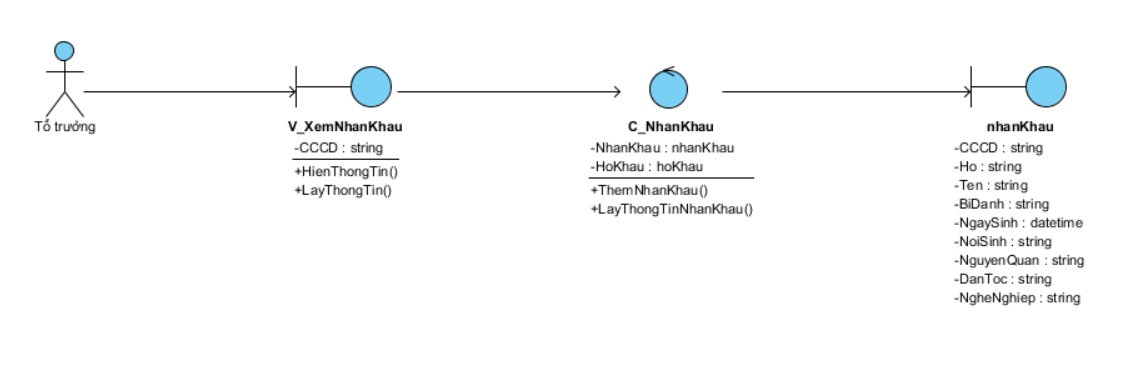 Tổ trưởng
V_XemNhanKhau
-CCCD : string
+HienThongTin()
+LayThongTin()
C_NhanKhau
-NhanKhau : nhanKhau
-HoKhau : hoKhau
+ThemNhanKhau()
+LayThongTinNhanKhau()
nhanKhau
-CCCD : string
-Ho : string
-Ten : string
-BiDanh : string
-NgaySinh : datetime
-NoiSinh : string
-NguyenQuan : string
-DanToc : string
-NgheNghiep : string